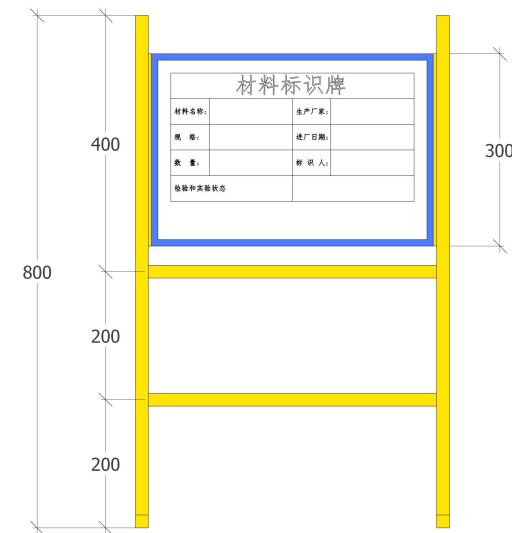 材料标识牌
材料名称: 生产厂家:
规 格: 进厂日期:
数 量: 标 识 人:
检验和实验状态
800
400
200
200
300